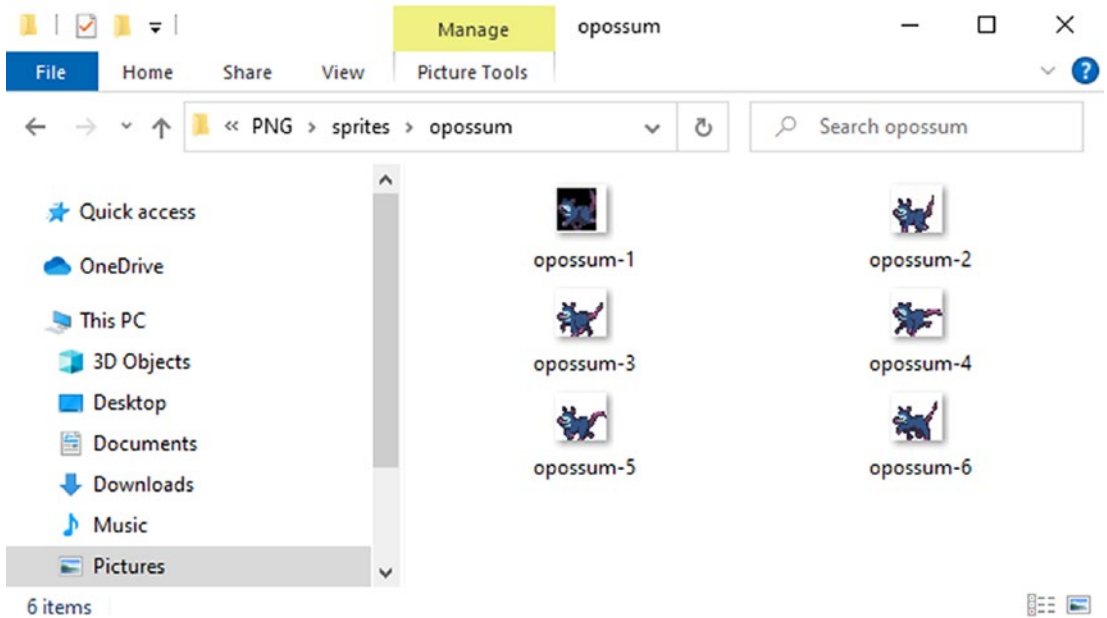 Manage opossum
File Home Share View Picture Tools
« PNG > sprites > opossum Search opossum
Quick access
OneDrive
This PC
3D Objects
Desktop
Documents
Downloads
Music
Pictures
opossum-1 opossum-2
opossum-3 opossum-4
opossum-5 opossum-6
6 items